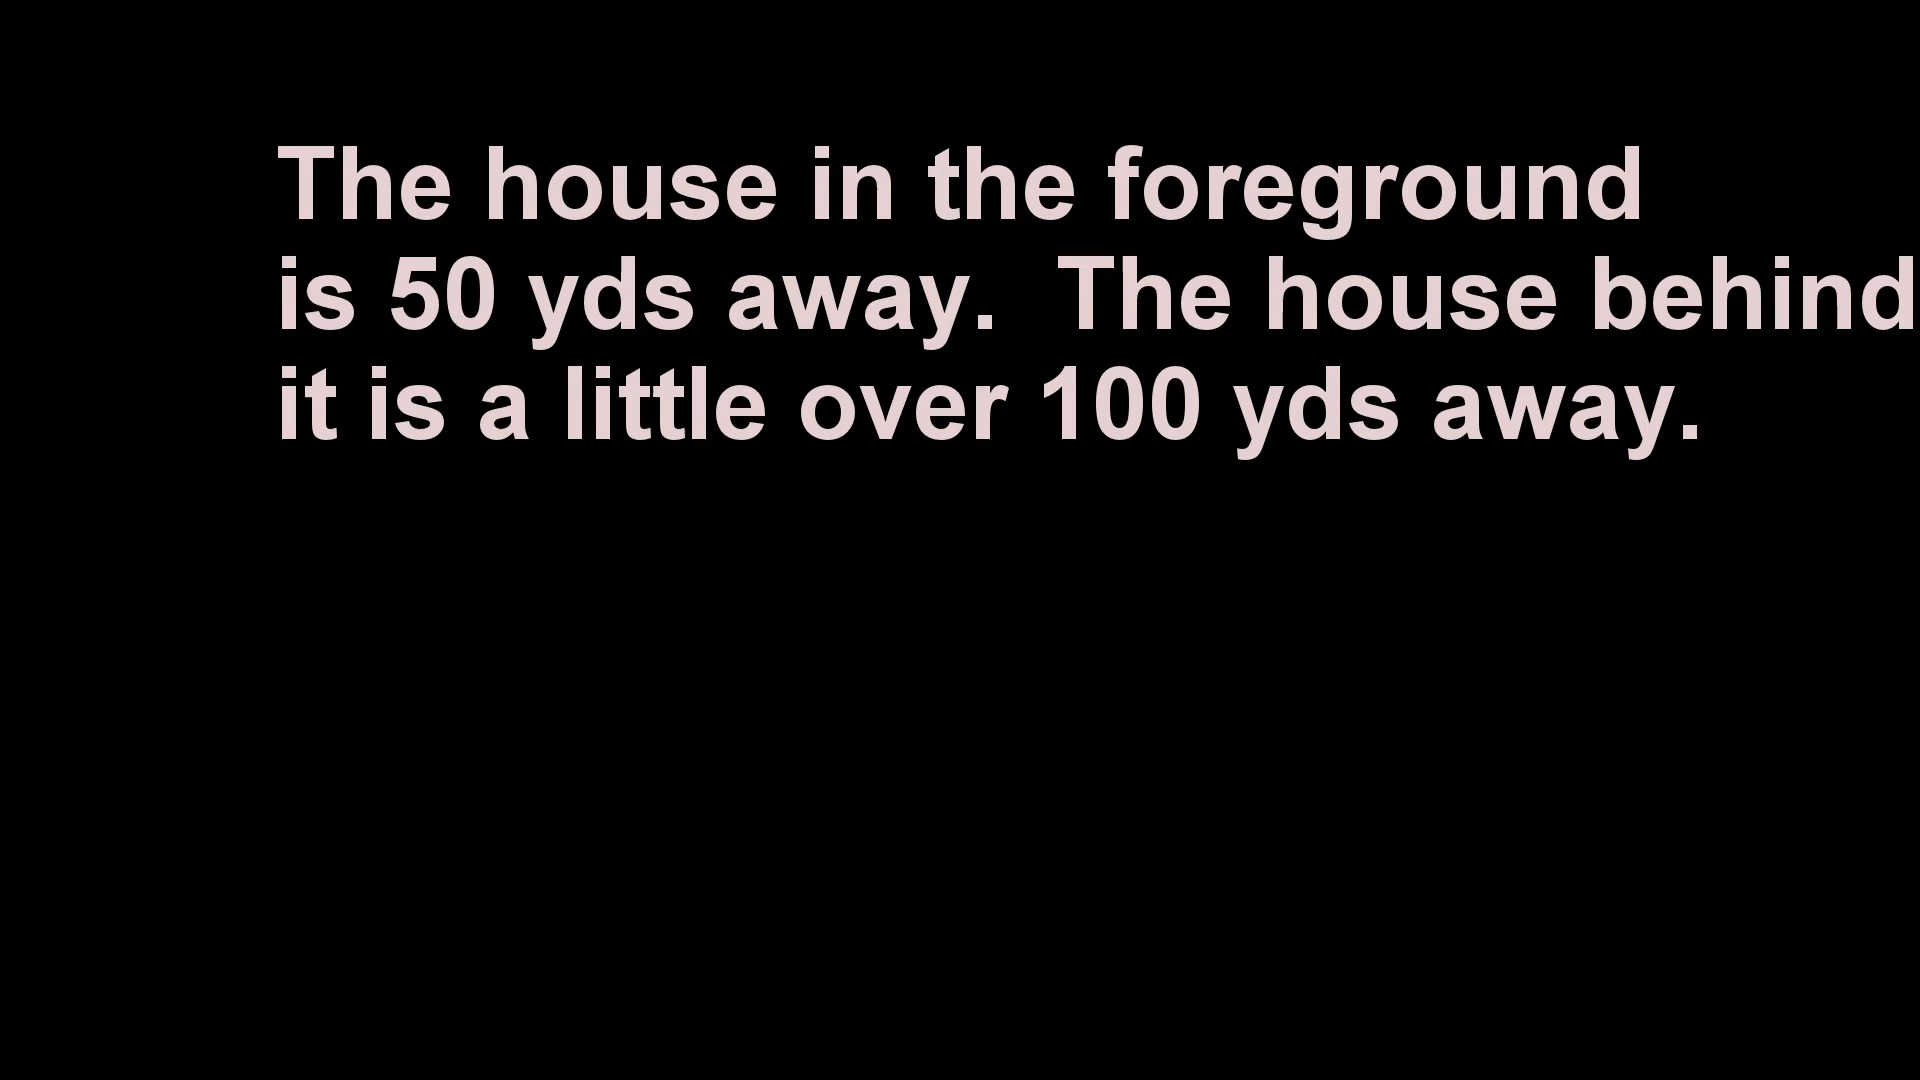 The house in the foreground
is 50 yds away.  The house behind
it is a little over 100 yds away.